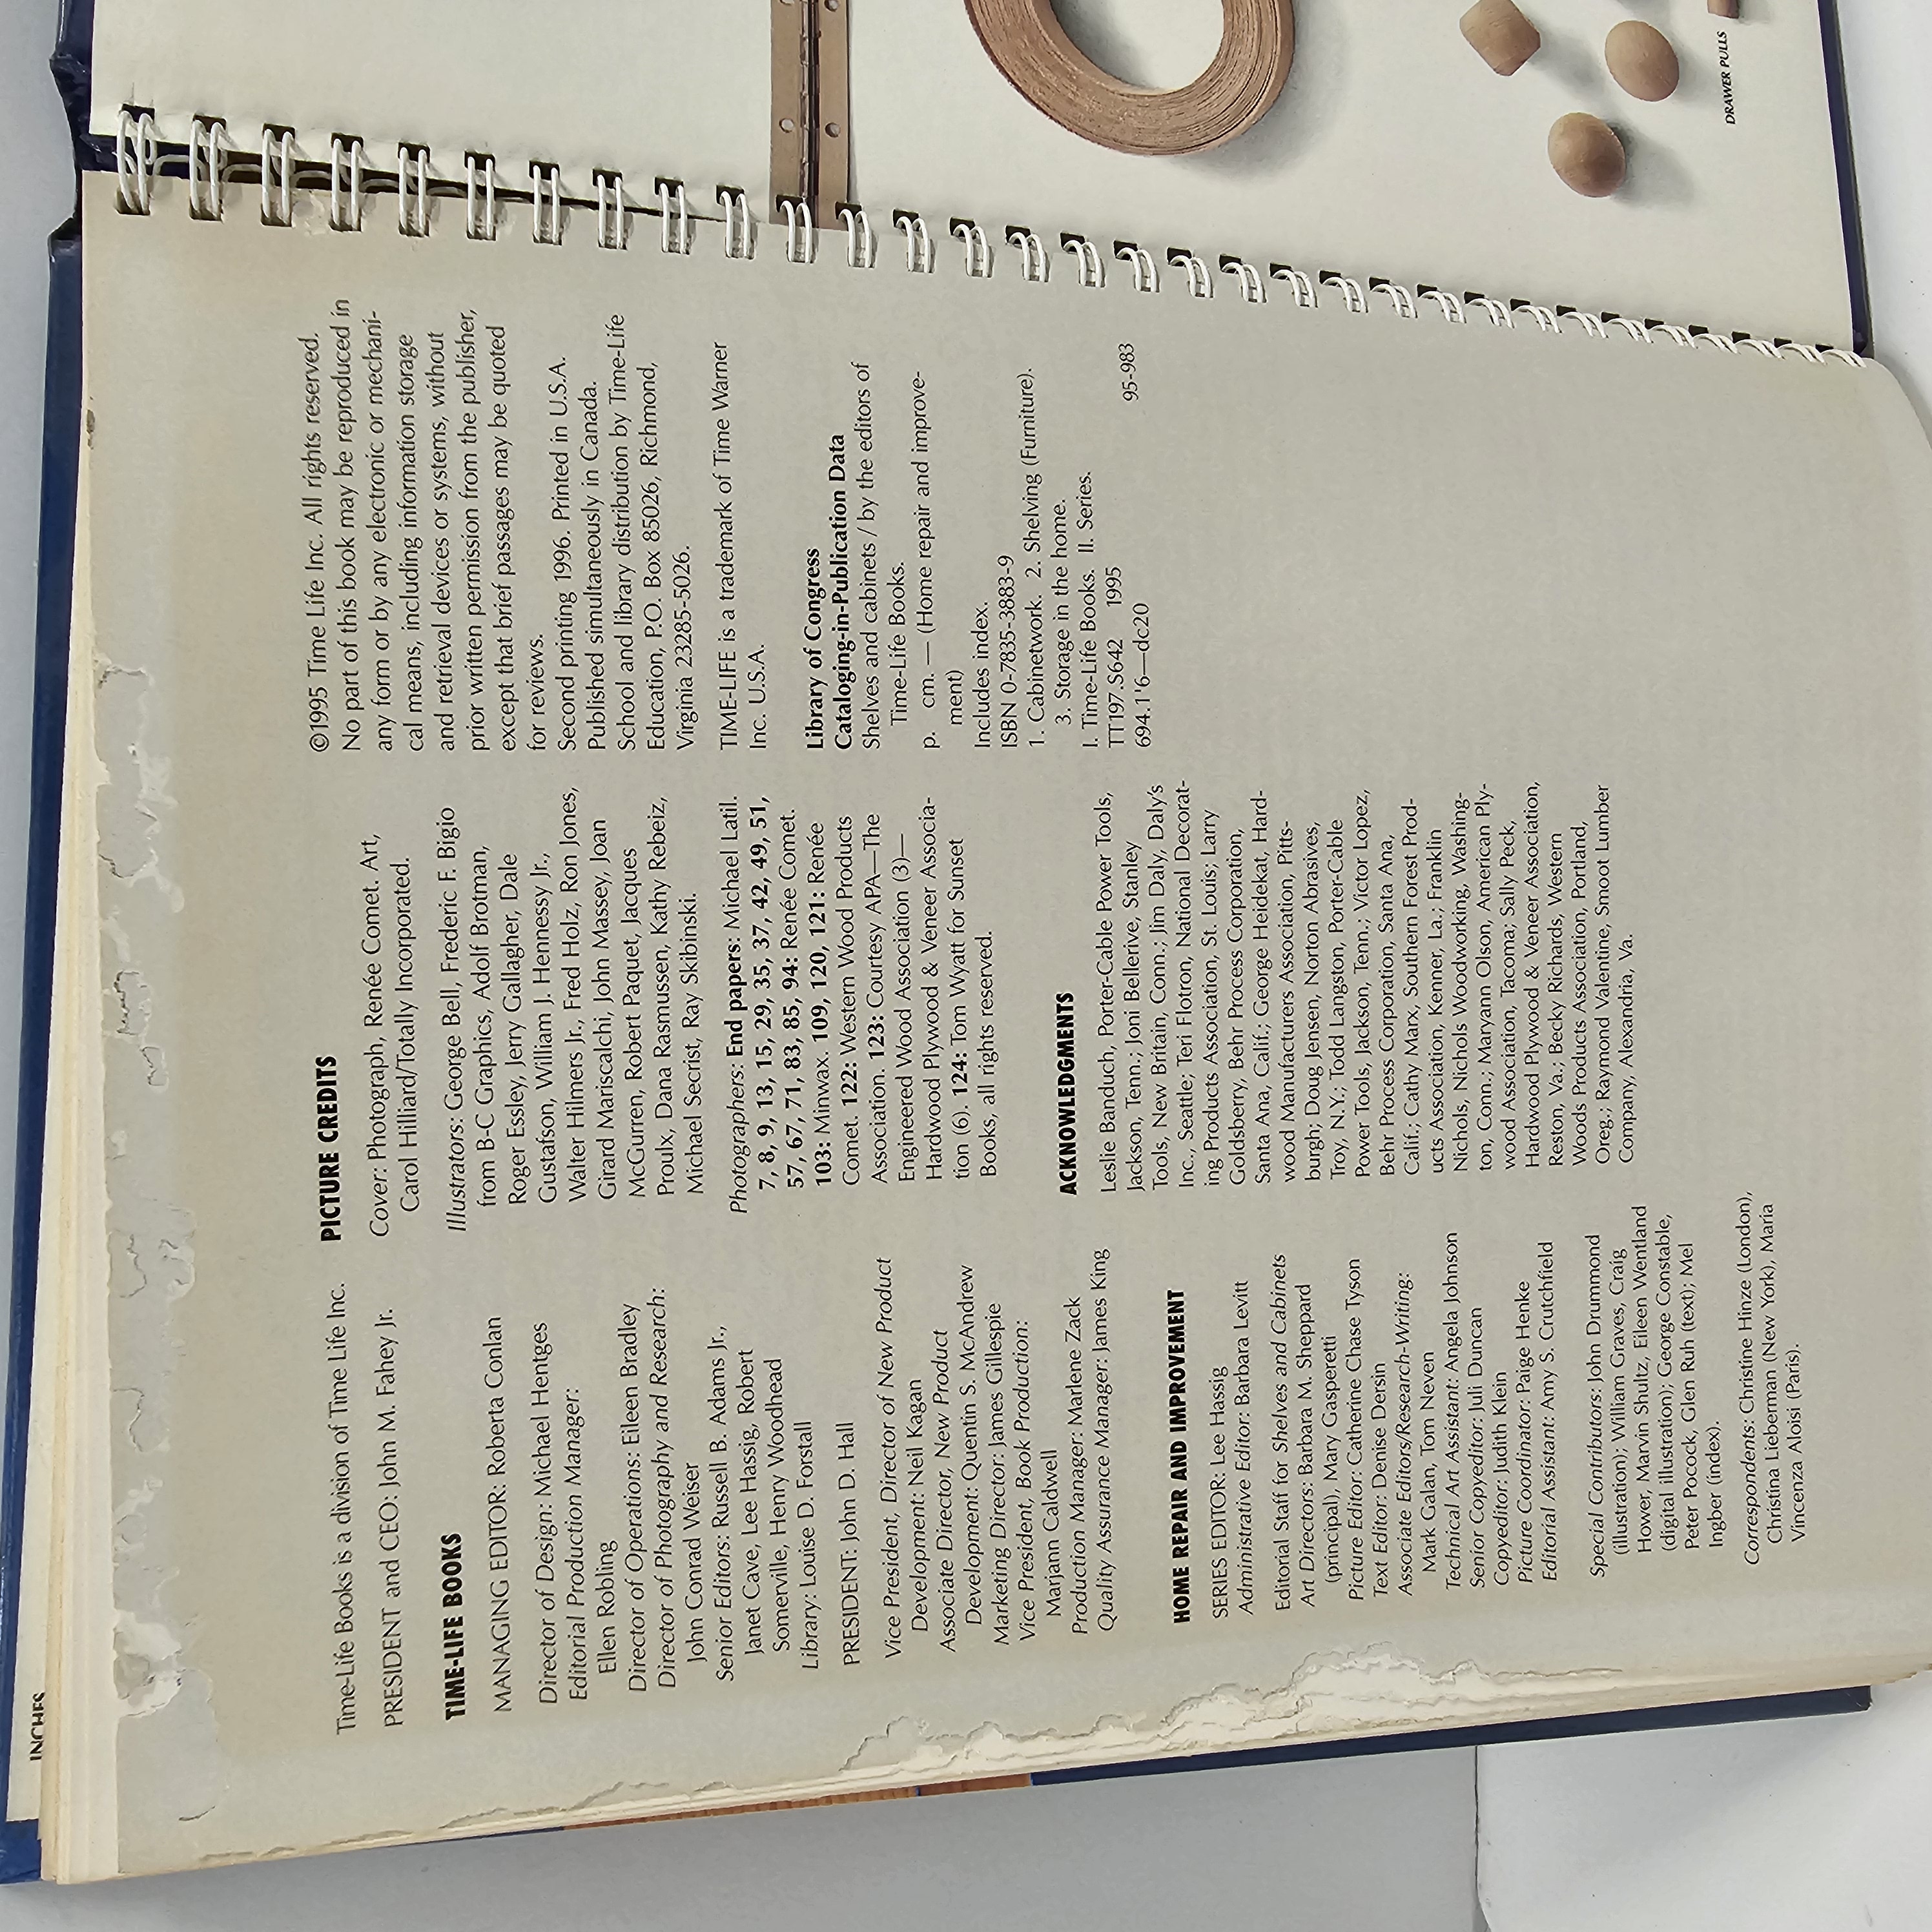 INCHES
Time-Life Books is a division of Time Life Inc.
PRESIDENT and CEO: John M. Fahey Jr.
TIME-LIFE BOOKS
MANAGING EDITOR: Roberta Conlan
Director of Design: Michael Hentges
Editorial Production Manager:
Ellen Robling
Director of Operations: Eileen Bradley
Director of Photography and Research:
John Conrad Weiser
Senior Editors: Russell B. Adams Jr.,
Janet Cave, Lee Hassig, Robert
Somerville, Henry Woodhead
Library: Louise D. Forstall
PRESIDENT: John D. Hall
Vice President, Director of New Product
Development: Neil Kagan
Associate Director, New Product
Development: Quentin S. McAndrew
Marketing Director: James Gillespie
Vice President, Book Production:
Marjann Caldwell
Production Manager: Marlene Zack
Quality Assurance Manager: James King
HOME REPAIR AND IMPROVEMENT
SERIES EDITOR: Lee Hassig
Administrative Editor: Barbara Levitt
Editorial Staff for Shelves and Cabinets
Art Directors: Barbara M. Sheppard
(principal), Mary Gasperetti
Picture Editor: Catherine Chase Tyson
Text Editor: Denise Dersin
Associate Editors/Research-Writing:
Mark Galan, Tom Neven
Technical Art Assistant: Angela Johnson
Senior Copyeditor: Juli Duncan
Copyeditor: Judith Klein
Picture Coordinator: Paige Henke
Editorial Assistant: Amy S. Crutchfield
Special Contributors: John Drummond
(illustration); William Graves, Craig
Hower, Marvin Shultz, Eileen Wentland
(digital illustration); George Constable,
Peter Pocock, Glen Ruh (text); Mel
Ingber (index).
Correspondents: Christine Hinze (London),
Christina Lieberman (New York), Maria
Vincenza Aloisi (Paris).
PICTURE CREDITS
Cover: Photograph, Renée Comet. Art,
Carol Hilliard/Totally Incorporated.
Illustrators: George Bell, Frederic F. Bigio
from B-C Graphics, Adolf Brotman,
Roger Essley, Jerry Gallagher, Dale
Gustafson, William J. Hennessy Jr.,
Walter Hilmers Jr., Fred Holz, Ron Jones,
Girard Mariscalchi, John Massey, Joan
McGurren, Robert Paquet, Jacques
Proulx, Dana Rasmussen, Kathy Rebeiz,
Michael Secrist, Ray Skibinski.
Photographers: End papers: Michael Latil.
7, 8, 9, 13, 15, 29, 35, 37, 42, 49, 51,
57, 67, 71, 83, 85, 94: Renée Comet.
103: Minwax. 109, 120, 121: Renée
Comet. 122: Western Wood Products
Association. 123: Courtesy APA—The
Engineered Wood Association (3)—
Hardwood Plywood & Veneer Associa-
tion (6). 124: Tom Wyatt for Sunset
Books, all rights reserved.
ACKNOWLEDGMENTS
Leslie Banduch, Porter-Cable Power Tools,
Jackson, Tenn.; Joni Bellerive, Stanley
Tools, New Britain, Conn.; Jim Daly, Daly's
Inc., Seattle; Teri Flotron, National Decorat-
ing Products Association, St. Louis; Larry
Goldsberry, Behr Process Corporation,
Santa Ana, Calif.; George Heidekat, Hard-
wood Manufacturers Association, Pitts-
burgh; Doug Jensen, Norton Abrasives,
Troy, N.Y.; Todd Langston, Porter-Cable
Power Tools, Jackson, Tenn.; Victor Lopez,
Behr Process Corporation, Santa Ana,
Calif.; Cathy Marx, Southern Forest Prod-
ucts Association, Kenner, La.; Franklin
Nichols, Nichols Woodworking, Washing-
ton, Conn.; Maryann Olson, American Ply-
wood Association, Tacoma; Sally Peck,
Hardwood Plywood & Veneer Association,
Reston, Va.; Becky Richards, Western
Woods Products Association, Portland,
Oreg.; Raymond Valentine, Smoot Lumber
Company, Alexandria, Va.
©1995 Time Life Inc. All rights reserved.
No part of this book may be reproduced in
any form or by any electronic or mechani-
cal means, including information storage
and retrieval devices or systems, without
prior written permission from the publisher,
except that brief passages may be quoted
for reviews.
Second printing 1996. Printed in U.S.A.
Published simultaneously in Canada.
School and library distribution by Time-Life
Education, P.O. Box 85026, Richmond,
Virginia 23285-5026.
TIME-LIFE is a trademark of Time Warner
Inc. U.S.A.
Library of Congress
Cataloging-in-Publication Data
Shelves and cabinets / by the editors of
Time-Life Books.
p. cm. — (Home repair and improve-
ment)
Includes index.
ISBN 0-7835-3883-9
1. Cabinetwork. 2. Shelving (Furniture).
3. Storage in the home.
I. Time-Life Books. II. Series.
TT197.S642 1995
694.1'6—dc20 95-983
DRAWER PULLS